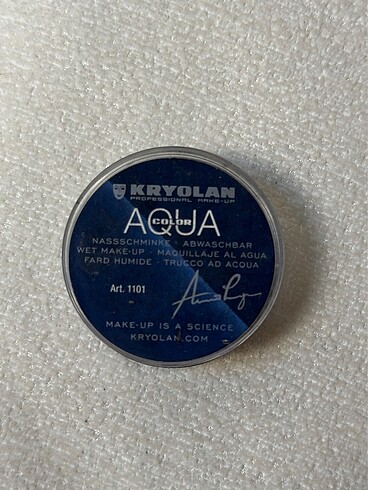 KRYOLAN
PROFESSIONAL MAKE-UP
AQUA
COLOR
NASSSCHMINKE · ABWASCHBAR
WET MAKE-UP · MAQUILLAJE AL AGUA
FARD HUMIDE · TRUCCO AD ACQUA
Art. 1101
MAKE-UP IS A SCIENCE
KRYOLAN.COM